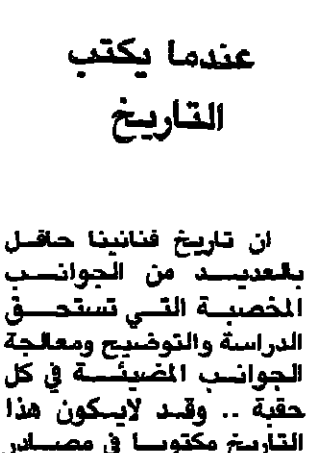 عندما يكتب
التاريخ
ان تاريخ فنانينا حافل
بالعديد من الجوانب
المخصبة التي تستحق
الدراسة والتوضيح ومعالجة
الجوانب المضيئة في كل
حقبة .. وقد لايكون هذا
التاريخ مكتوبا في مصادر